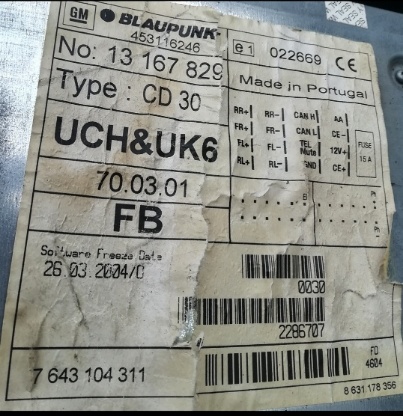 GM BLAUPUNKT
453116246
e1 022669 CE
No: 13 167 829
Made in Portugal
Type : CD 30
RR+ RR- CAN H AA
FR+ FR- CAN L CE-
FL+ FL- TEL Mute 12V+
RL+ RL- GND CE+
FUSE
15 A
UCH&UK6
70.03.01
B
FB
Software Freeze Date
26.03.2004/C
0030
2286707
FD
4604
7 643 104 311
8 631 178 356